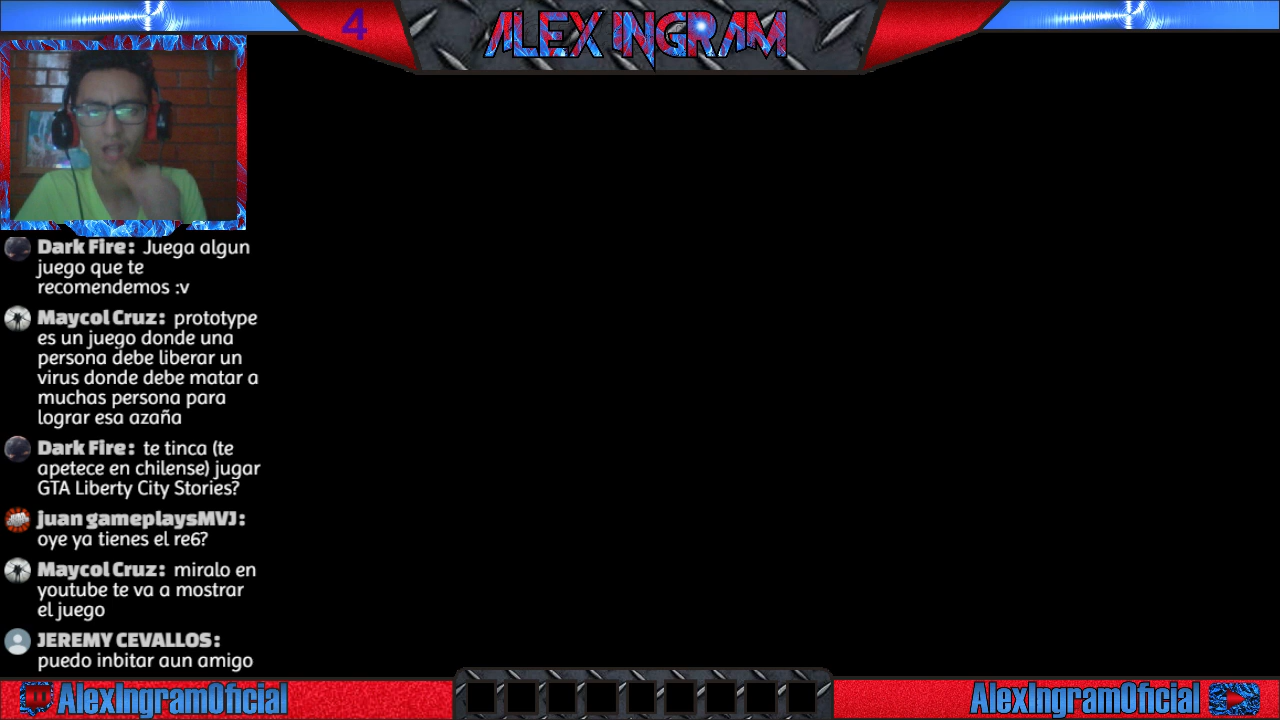 4
ALEX INGRAM
Dark Fire: Juega algun
juego que te
recomendemos :v
Maycol Cruz: prototype
es un juego donde una
persona debe liberar un
virus donde debe matar a
muchas persona para
lograr esa azaña
Dark Fire: te tinca (te
apetece en chilense) jugar
GTA Liberty City Stories?
juan gameplaysMVJ:
oye ya tienes el re6?
Maycol Cruz: miralo en
youtube te va a mostrar
el juego
JEREMY CEVALLOS:
puedo inbitar aun amigo
AlexIngramOficial
AlexIngramOficial